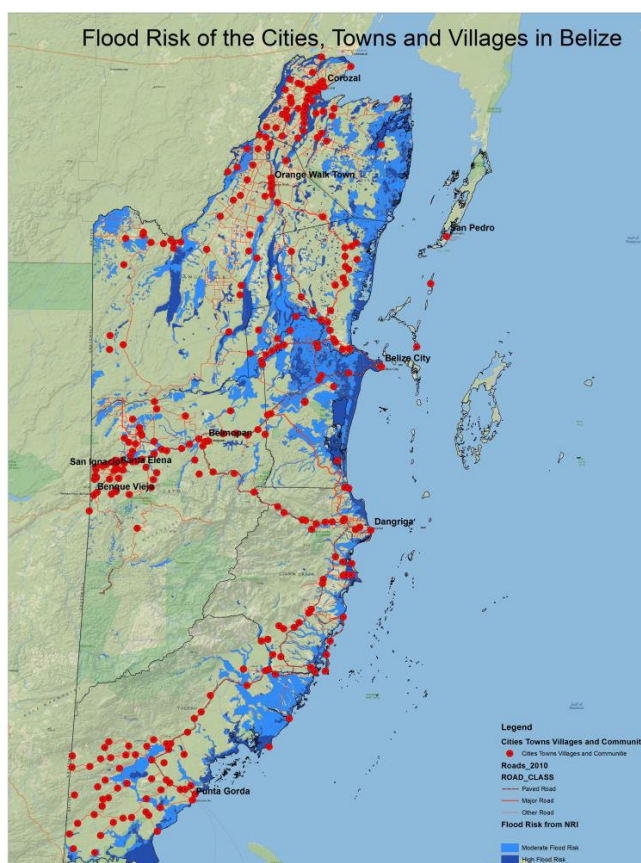 Flood Risk of the Cities, Towns and Villages in Belize
Corozal
Orange Walk Town
San Pedro
Belize City
Belmopan
San Ignacio
Santa Elena
Benque Viejo
Dangriga
Punta Gorda
Legend
Cities Towns Villages and Communit
Cities Towns Villages and Communitie
Roads_2010
ROAD_CLASS
Paved Road
Major Road
Other Road
Flood Risk from NRI
Moderate Flood Risk
High Flood Risk